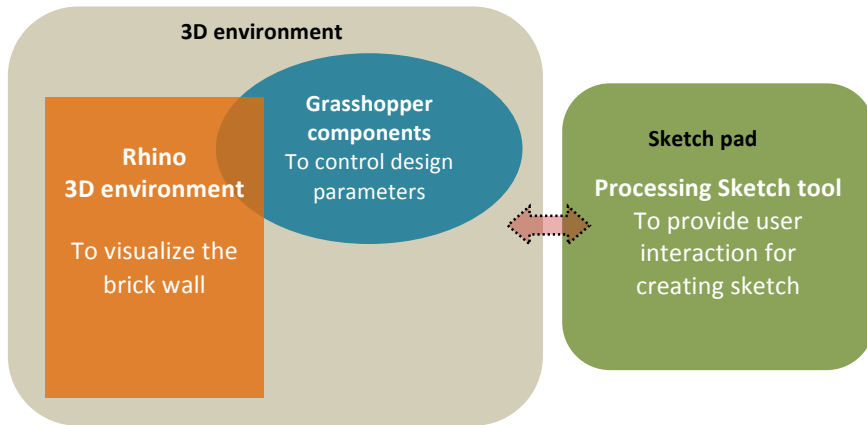 3D environment
Grasshopper
components
To control design
parameters
Rhino
3D environment
To visualize the
brick wall
Sketch pad
Processing Sketch tool
To provide user
interaction for
creating sketch